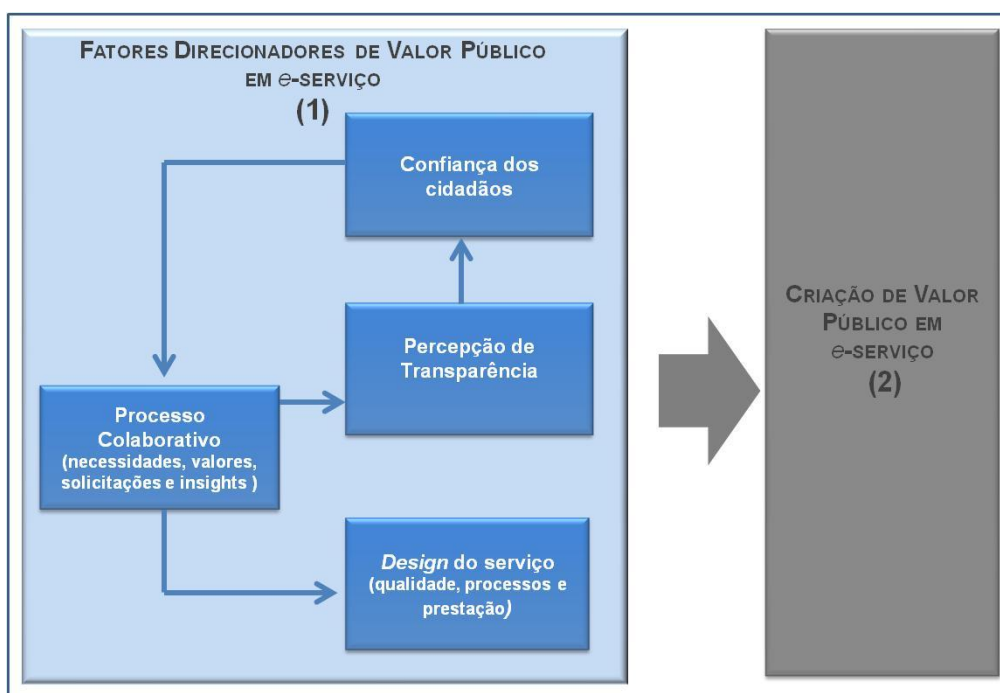 FATORES DIRECIONADORES DE VALOR PÚBLICO
EM e-SERVIÇO
(1)
Confiança dos
cidadãos
Percepção de
Transparência
Processo
Colaborativo
(necessidades, valores,
solicitações e insights )
Design do serviço
(qualidade, processos e
prestação)
CRIAÇÃO DE VALOR
PÚBLICO EM
e-SERVIÇO
(2)